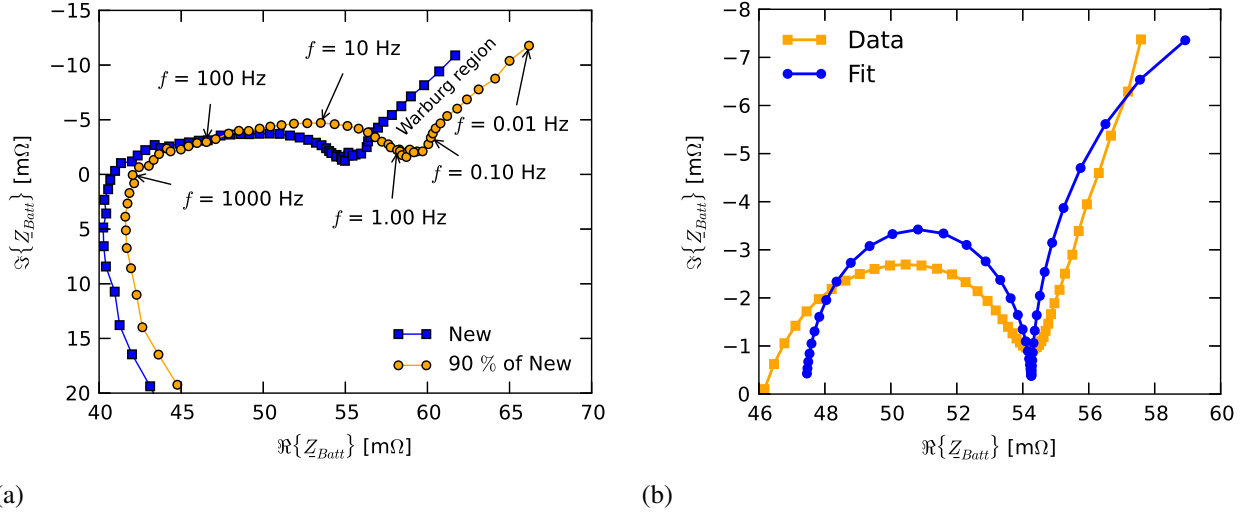 −15
−10
−5
0
5
10
15
20
40
45
50
55
60
65
70
ℑ{Z_Batt} [mΩ]
ℜ{Z_Batt} [mΩ]
f = 10 Hz
f = 100 Hz
Warburg region
f = 0.01 Hz
f = 0.10 Hz
f = 1000 Hz
f = 1.00 Hz
New
90 % of New
(a)
−8
−7
−6
−5
−4
−3
−2
−1
0
46
48
50
52
54
56
58
60
ℑ{Z_Batt} [mΩ]
ℜ{Z_Batt} [mΩ]
Data
Fit
(b)